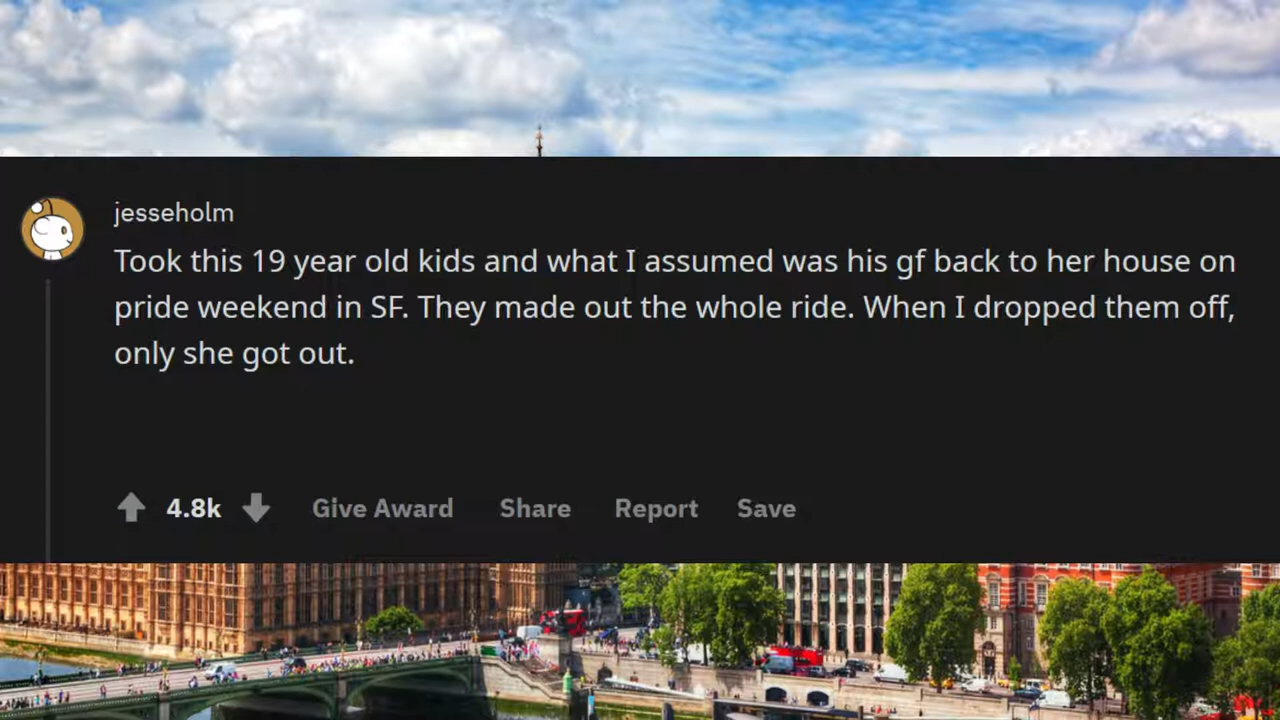 jesseholm
Took this 19 year old kids and what I assumed was his gf back to her house on
pride weekend in SF. They made out the whole ride. When I dropped them off,
only she got out.
4.8k Give Award Share Report Save